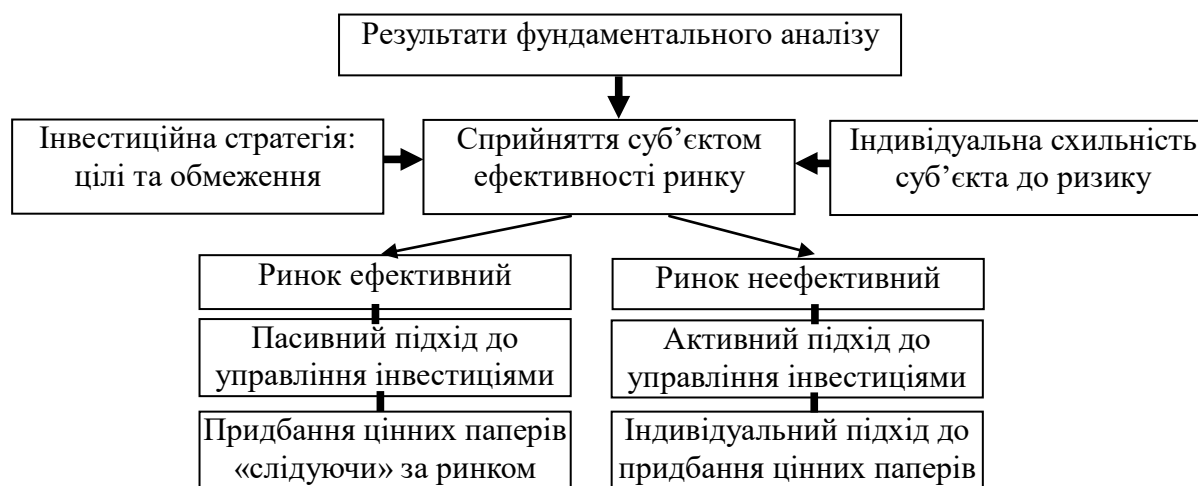 Результати фундаментального аналізу
Інвестиційна стратегія:
цілі та обмеження
Сприйняття суб’єктом
ефективності ринку
Індивідуальна схильність
суб’єкта до ризику
Ринок ефективний
Ринок неефективний
Пасивний підхід до
управління інвестиціями
Активний підхід до
управління інвестиціями
Придбання цінних паперів
«слідуючи» за ринком
Індивідуальний підхід до
придбання цінних паперів